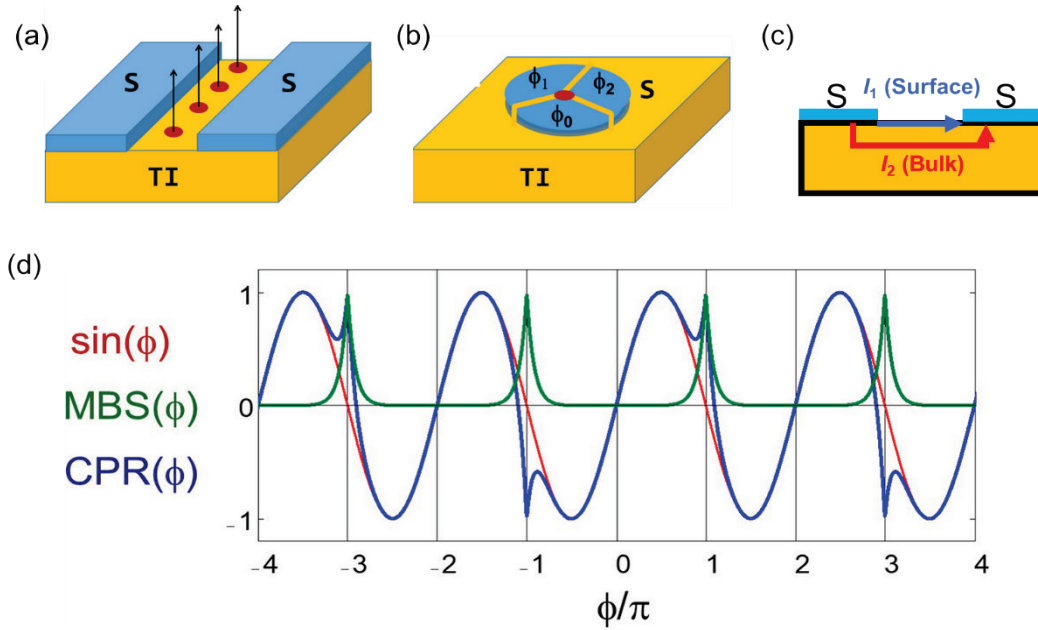 (a)
S
S
TI
(b)
ϕ1
ϕ2
S
ϕ0
TI
(c)
S
I1 (Surface)
S
I2 (Bulk)
(d)
sin(ϕ)
MBS(ϕ)
CPR(ϕ)
1
0
−1
−4
−3
−2
−1
0
1
2
3
4
ϕ/π